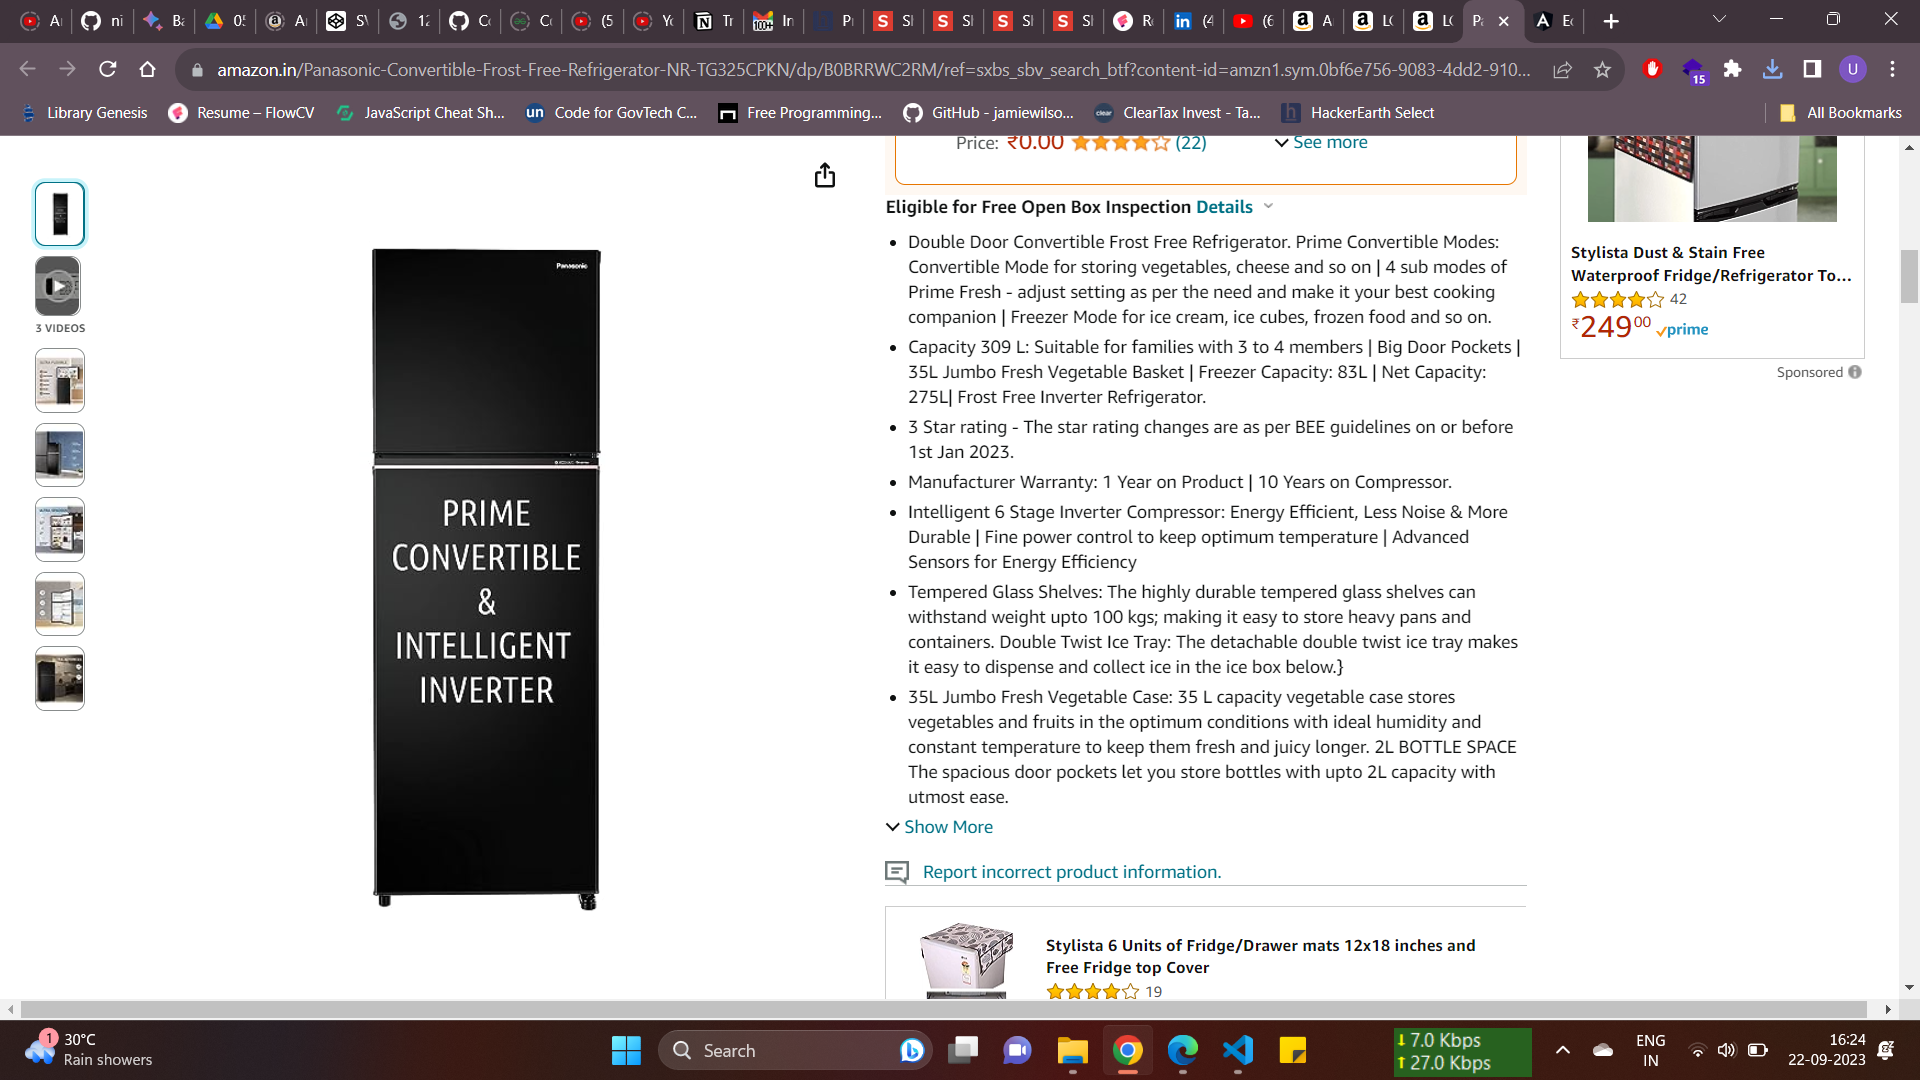 amazon.in/Panasonic-Convertible-Frost-Free-Refrigerator-NR-TG325CPKN/dp/B0BRRWC2RM/ref=sxbs_sbv_search_btf?content-id=amzn1.sym.0bf6e756-9083-4dd2-910...
15
U
Library Genesis
Resume – FlowCV
JavaScript Cheat Sh...
Code for GovTech C...
Free Programming...
GitHub - jamiewilso...
ClearTax Invest - Ta...
HackerEarth Select
All Bookmarks
3 VIDEOS
Panasonic
PRIME
CONVERTIBLE
&
INTELLIGENT
INVERTER
Price: ₹0.00 (22)
See more
Eligible for Free Open Box Inspection Details
Double Door Convertible Frost Free Refrigerator. Prime Convertible Modes:
Convertible Mode for storing vegetables, cheese and so on | 4 sub modes of
Prime Fresh - adjust setting as per the need and make it your best cooking
companion | Freezer Mode for ice cream, ice cubes, frozen food and so on.
Capacity 309 L: Suitable for families with 3 to 4 members | Big Door Pockets |
35L Jumbo Fresh Vegetable Basket | Freezer Capacity: 83L | Net Capacity:
275L| Frost Free Inverter Refrigerator.
3 Star rating - The star rating changes are as per BEE guidelines on or before
1st Jan 2023.
Manufacturer Warranty: 1 Year on Product | 10 Years on Compressor.
Intelligent 6 Stage Inverter Compressor: Energy Efficient, Less Noise & More
Durable | Fine power control to keep optimum temperature | Advanced
Sensors for Energy Efficiency
Tempered Glass Shelves: The highly durable tempered glass shelves can
withstand weight upto 100 kgs; making it easy to store heavy pans and
containers. Double Twist Ice Tray: The detachable double twist ice tray makes
it easy to dispense and collect ice in the ice box below.}
35L Jumbo Fresh Vegetable Case: 35 L capacity vegetable case stores
vegetables and fruits in the optimum conditions with ideal humidity and
constant temperature to keep them fresh and juicy longer. 2L BOTTLE SPACE
The spacious door pockets let you store bottles with upto 2L capacity with
utmost ease.
Show More
Report incorrect product information.
Stylista 6 Units of Fridge/Drawer mats 12x18 inches and
Free Fridge top Cover
19
Stylista Dust & Stain Free
Waterproof Fridge/Refrigerator To...
42
₹24900 prime
Sponsored
1
30°C
Rain showers
Search
7.0 Kbps
27.0 Kbps
ENG
IN
16:24
22-09-2023